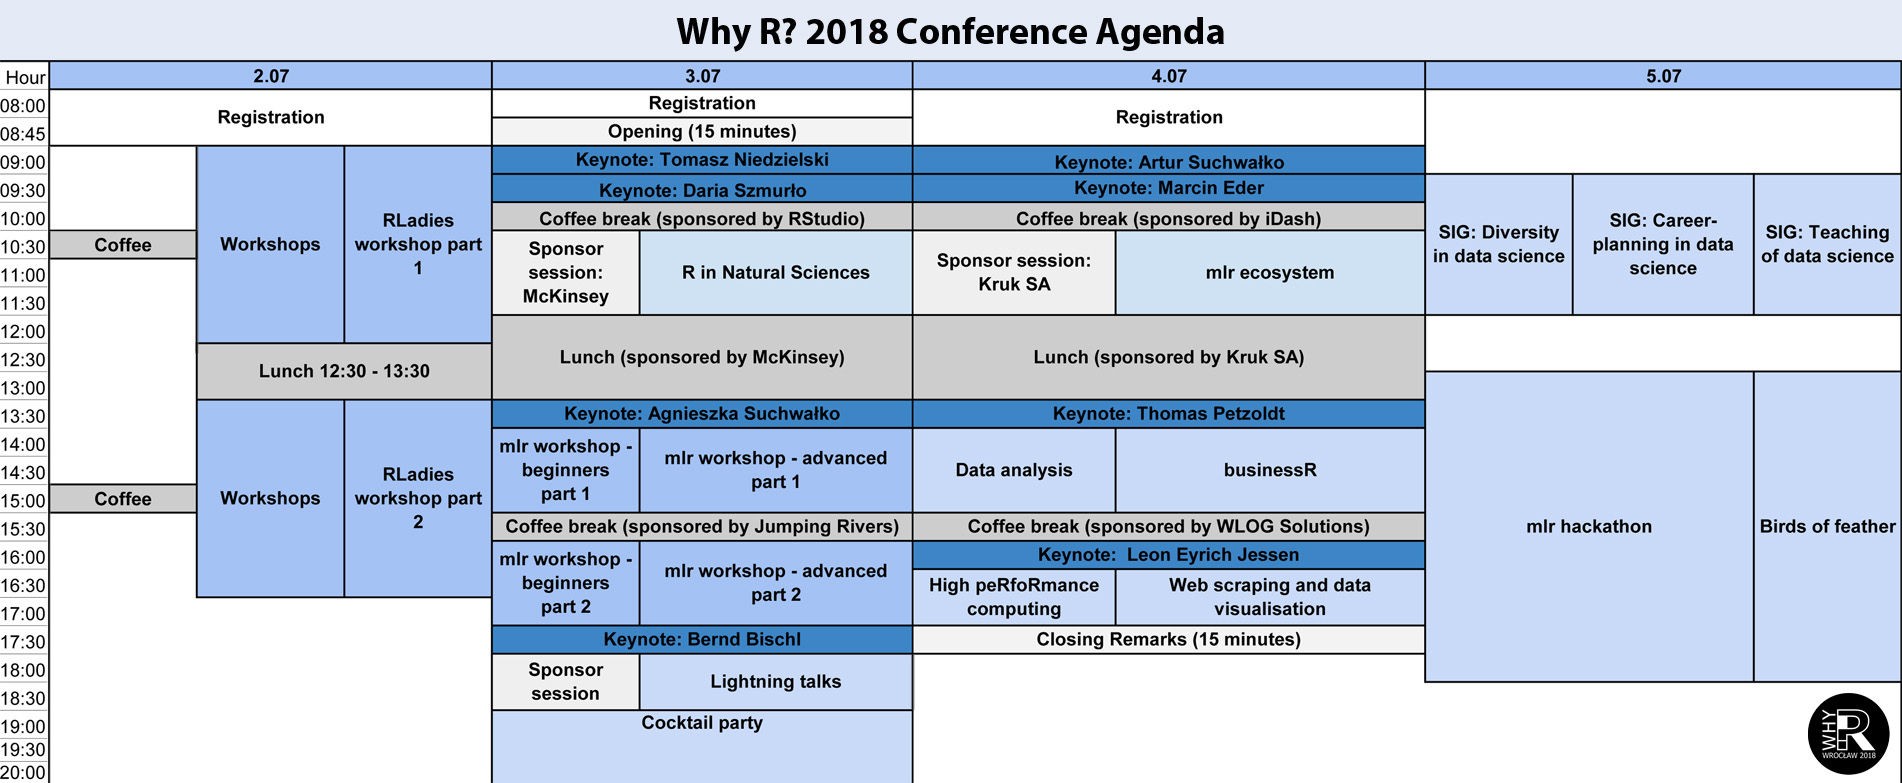 Why R? 2018 Conference Agenda
Hour 2.07 3.07 4.07 5.07
08:00
08:45
09:00
09:30
10:00
10:30
11:00
11:30
12:00
12:30
13:00
13:30
14:00
14:30
15:00
15:30
16:00
16:30
17:00
17:30
18:00
18:30
19:00
19:30
20:00
Registration
Coffee
Coffee
Workshops
RLadies
workshop part
1
Lunch 12:30 - 13:30
Workshops
RLadies
workshop part
2
Registration
Opening (15 minutes)
Keynote: Tomasz Niedzielski
Keynote: Daria Szmurło
Coffee break (sponsored by RStudio)
Sponsor
session:
McKinsey
R in Natural Sciences
Lunch (sponsored by McKinsey)
Keynote: Agnieszka Suchwałko
mlr workshop -
beginners
part 1
mlr workshop - advanced
part 1
Coffee break (sponsored by Jumping Rivers)
mlr workshop -
beginners
part 2
mlr workshop - advanced
part 2
Keynote: Bernd Bischl
Sponsor
session
Lightning talks
Cocktail party
Registration
Keynote: Artur Suchwałko
Keynote: Marcin Eder
Coffee break (sponsored by iDash)
Sponsor session:
Kruk SA
mlr ecosystem
Lunch (sponsored by Kruk SA)
Keynote: Thomas Petzoldt
Data analysis
businessR
Coffee break (sponsored by WLOG Solutions)
Keynote: Leon Eyrich Jessen
High peRfoRmance
computing
Web scraping and data
visualisation
Closing Remarks (15 minutes)
SIG: Diversity
in data science
SIG: Career-
planning in data
science
SIG: Teaching
of data science
mlr hackathon
Birds of feather
WHY R
WROCŁAW 2018